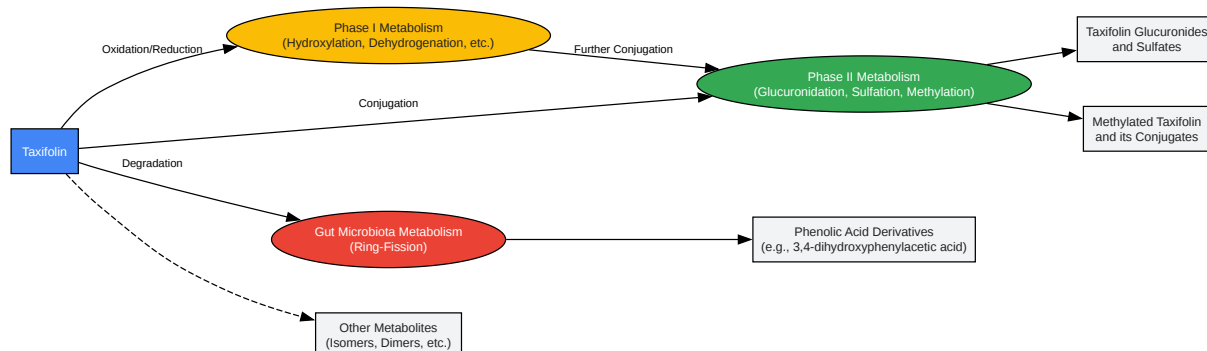 Phase I Metabolism
(Hydroxylation, Dehydrogenation, etc.)
Oxidation/Reduction
Further Conjugation
Taxifolin Glucuronides
and Sulfates
Phase II Metabolism
(Glucuronidation, Sulfation, Methylation)
Conjugation
Methylated Taxifolin
and its Conjugates
Taxifolin
Degradation
Gut Microbiota Metabolism
(Ring-Fission)
Phenolic Acid Derivatives
(e.g., 3,4-dihydroxyphenylacetic acid)
Other Metabolites
(Isomers, Dimers, etc.)